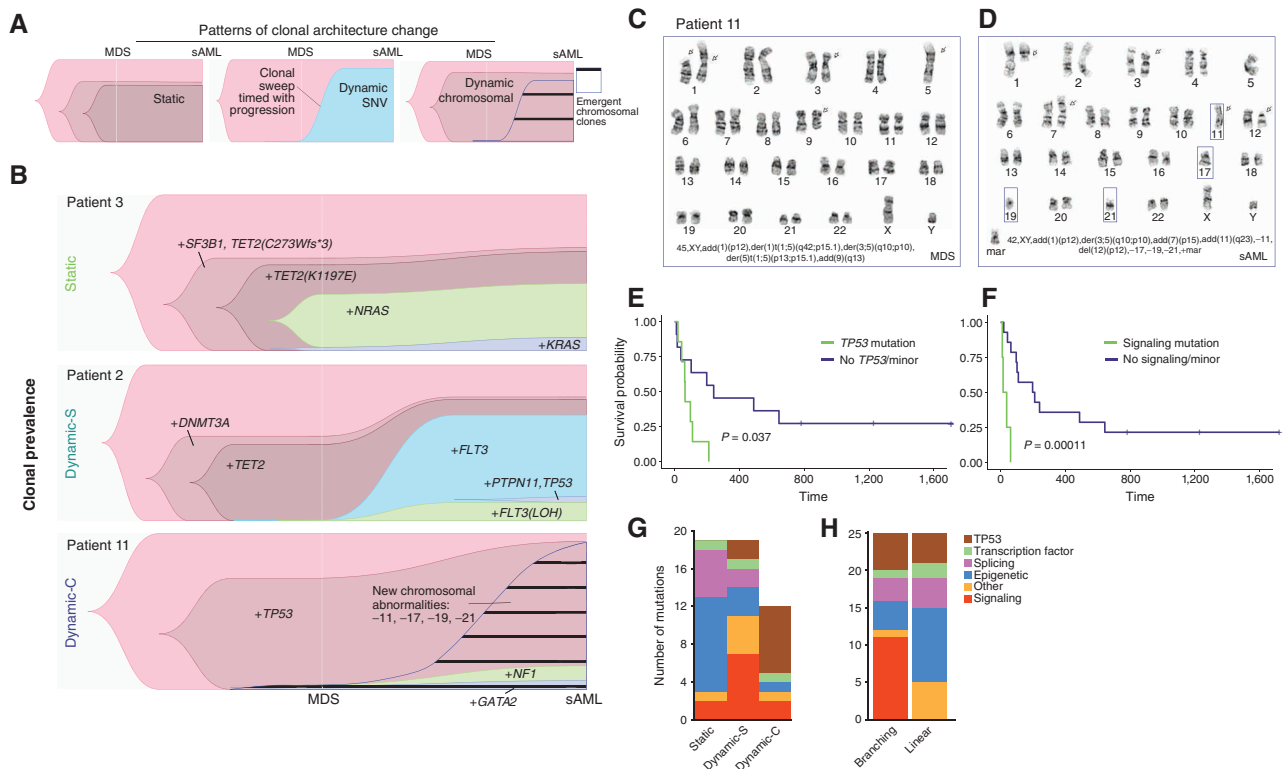 A
Patterns of clonal architecture change
MDS
sAML
MDS
sAML
MDS
sAML
Static
Clonal
sweep
timed with
progression
Dynamic
SNV
Dynamic
chromosomal
Emergent
chromosomal
clones
B
Clonal prevalence
Static
Patient 3
+SF3B1, TET2(C273Wfs*3)
+TET2(K1197E)
+NRAS
+KRAS
Dynamic-S
Patient 2
+DNMT3A
+TET2
+FLT3
+PTPN11,TP53
+FLT3(LOH)
Dynamic-C
Patient 11
+TP53
New chromosomal
abnormalities:
–11, –17, –19, –21
+NF1
+GATA2
MDS
sAML
C
Patient 11
1 2 3 4 5
6 7 8 9 10 11 12
13 14 15 16 17 18
19 20 21 22 X Y
45,XY,add(1)(p12),der(1)t(1;5)(q42;p15.1),der(3;5)(q10;p10),
der(5)t(1;5)(p13;p15.1),add(9)(q13)
MDS
D
1 2 3 4 5
6 7 8 9 10 11 12
13 14 15 16 17 18
19 20 21 22 X Y
mar
42,XY,add(1)(p12),der(3;5)(q10;p10),add(7)(p15),add(11)(q23),–11,
del(12)(p12),–17,–19,–21,+mar
sAML
E
Survival probability
1.00
0.75
0.50
0.25
0.00
TP53 mutation
No TP53/minor
P = 0.037
0 400 800 1,200 1,600
Time
F
1.00
0.75
0.50
0.25
0.00
Signaling mutation
No signaling/minor
P = 0.00011
0 400 800 1,200 1,600
Time
G
Number of mutations
20
16
12
8
4
0
Static
Dynamic-S
Dynamic-C
H
25
20
15
10
5
0
Branching
Linear
TP53
Transcription factor
Splicing
Epigenetic
Other
Signaling